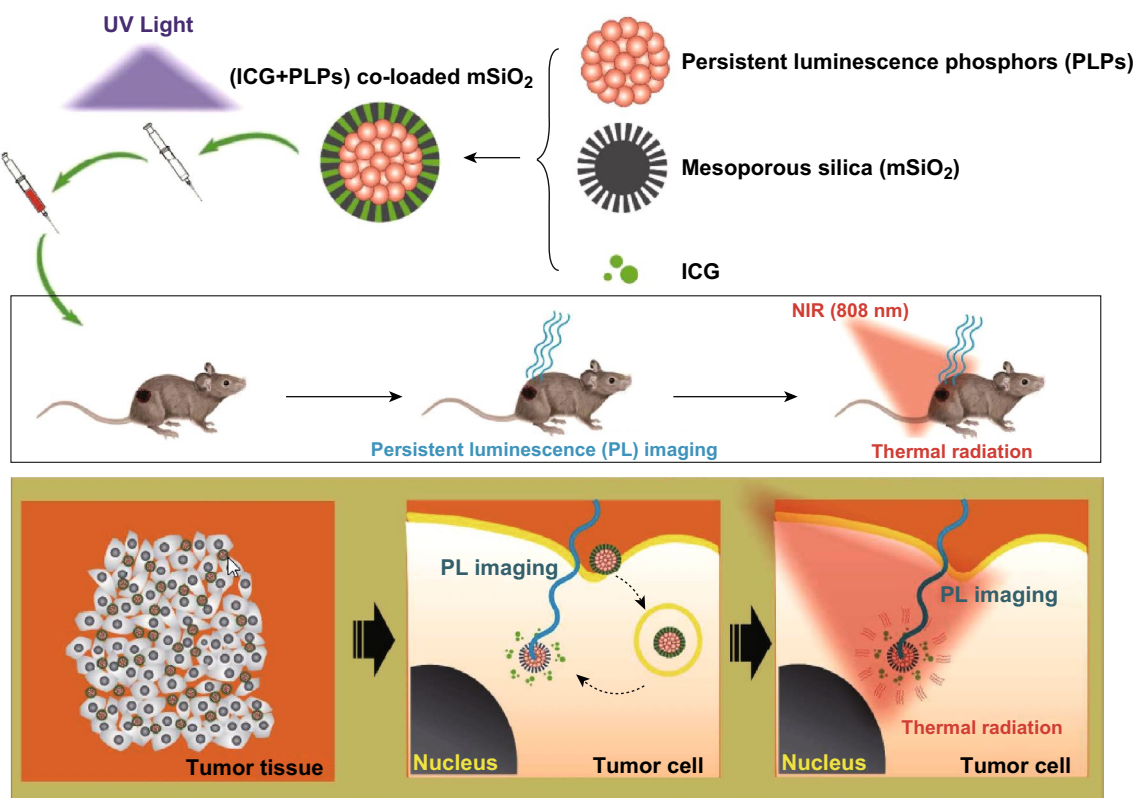 UV Light
(ICG+PLPs) co-loaded mSiO₂
Persistent luminescence phosphors (PLPs)
Mesoporous silica (mSiO₂)
ICG
NIR (808 nm)
Persistent luminescence (PL) imaging
Thermal radiation
Tumor tissue
PL imaging
Nucleus
Tumor cell
PL imaging
Thermal radiation
Nucleus
Tumor cell